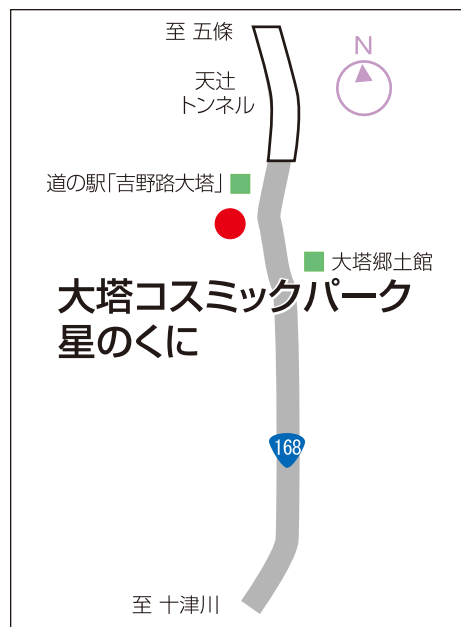 至 五條
N
天辻
トンネル
道の駅「吉野路大塔」
大塔郷土館
大塔コスミックパーク
星のくに
168
至 十津川